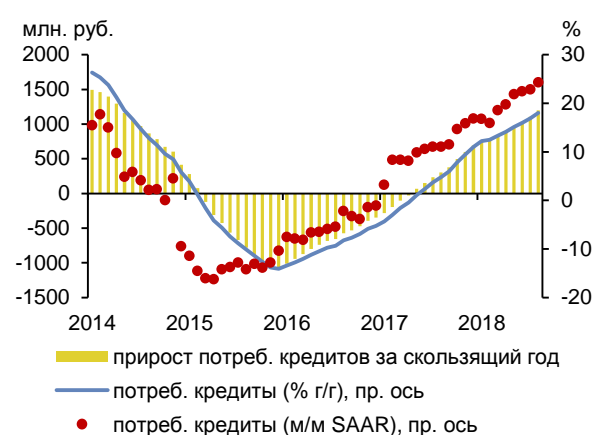 млн. руб. %
2000 30
1500 20
1000 10
500
0 0
-500
-1000 -10
-1500 -20
2014 2015 2016 2017 2018
прирост потреб. кредитов за скользящий год
потреб. кредиты (% г/г), пр. ось
потреб. кредиты (м/м SAAR), пр. ось